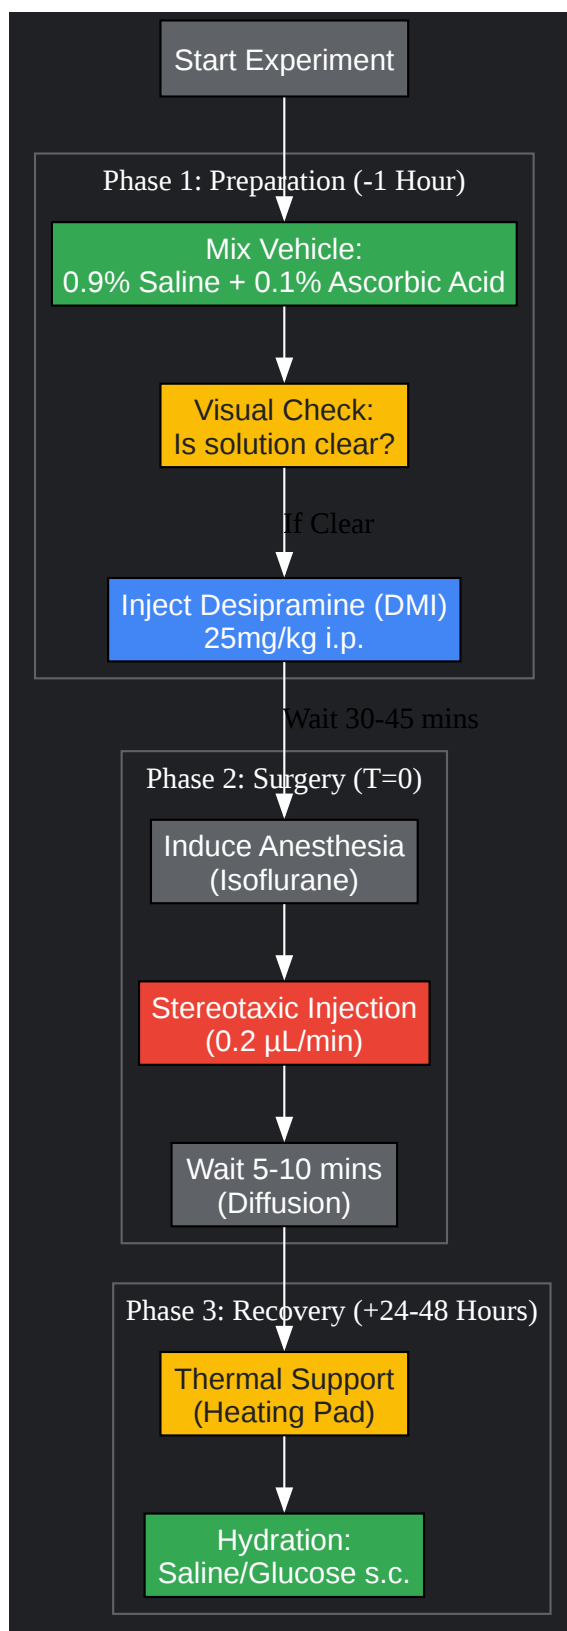 Start Experiment
Phase 1: Preparation (-1 Hour)
Mix Vehicle:
0.9% Saline + 0.1% Ascorbic Acid
Visual Check:
Is solution clear?
If Clear
Inject Desipramine (DMI)
25mg/kg i.p.
Wait 30-45 mins
Phase 2: Surgery (T=0)
Induce Anesthesia
(Isoflurane)
Stereotaxic Injection
(0.2 µL/min)
Wait 5-10 mins
(Diffusion)
Phase 3: Recovery (+24-48 Hours)
Thermal Support
(Heating Pad)
Hydration:
Saline/Glucose s.c.